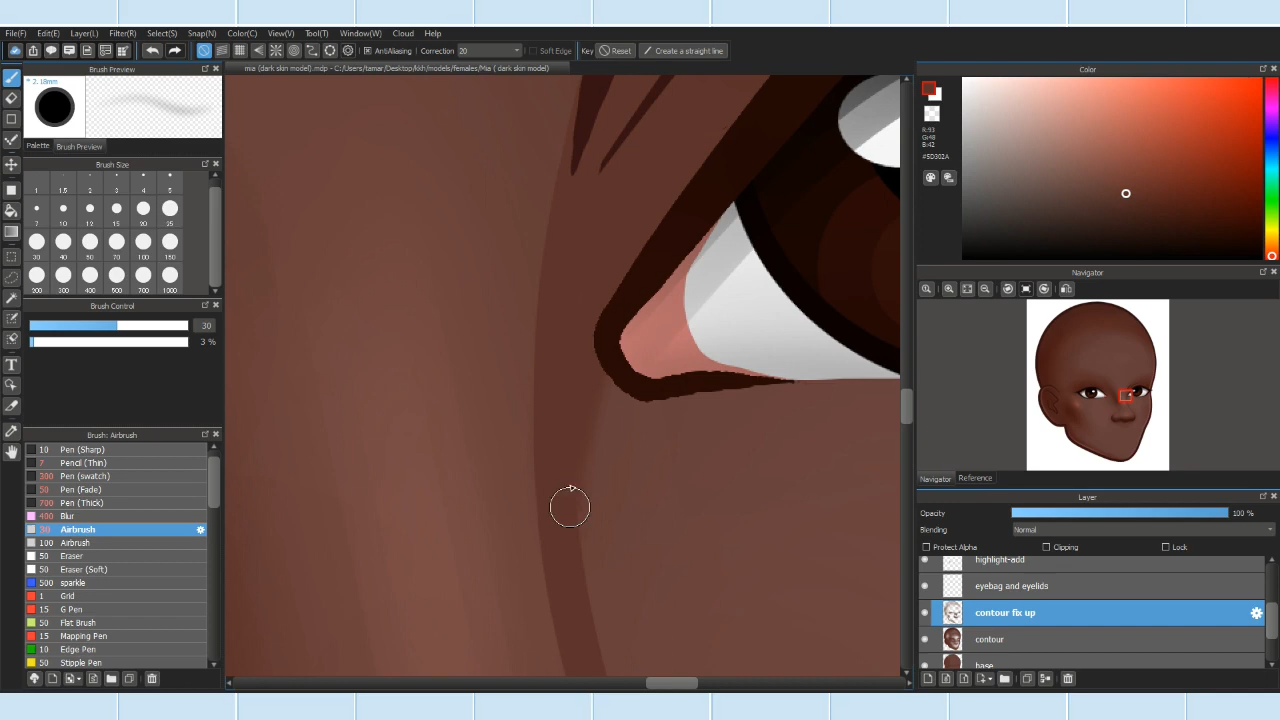 File(F) Edit(E) Layer(L) Filter(R) Select(S) Snap(N) Color(C) View(V) Tool(T) Window(W) Cloud Help
AntiAliasing Correction 20 Soft Edge Key Reset Create a straight line
mia (dark skin model).mdp - C:/Users/tamar/Desktop/kkh/models/females/Mia ( dark skin model)
Brush Preview
* 2.18mm
Palette Brush Preview
Brush Size
1 1.5 2 3 4 5
7 10 12 15 20 25
30 40 50 70 100 150
200 300 400 500 700 1000
Brush Control
30
3 %
Brush: Airbrush
10 Pen (Sharp)
7 Pencil (Thin)
300 Pen (swatch)
50 Pen (Fade)
700 Pen (Thick)
400 Blur
30 Airbrush
100 Airbrush
50 Eraser
50 Eraser (Soft)
500 sparkle
1 Grid
15 G Pen
50 Flat Brush
15 Mapping Pen
10 Edge Pen
50 Stipple Pen
Color
R:93
G:48
B:42
#5D302A
Navigator
Navigator Reference
Layer
Opacity 100 %
Blending Normal
Protect Alpha Clipping Lock
highlight-add
eyebag and eyelids
contour fix up
contour
base